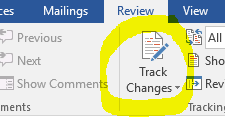 Mailings Review View
Previous
Next
Show Comments
Track
Changes
All
Sho
Rev
Tracking